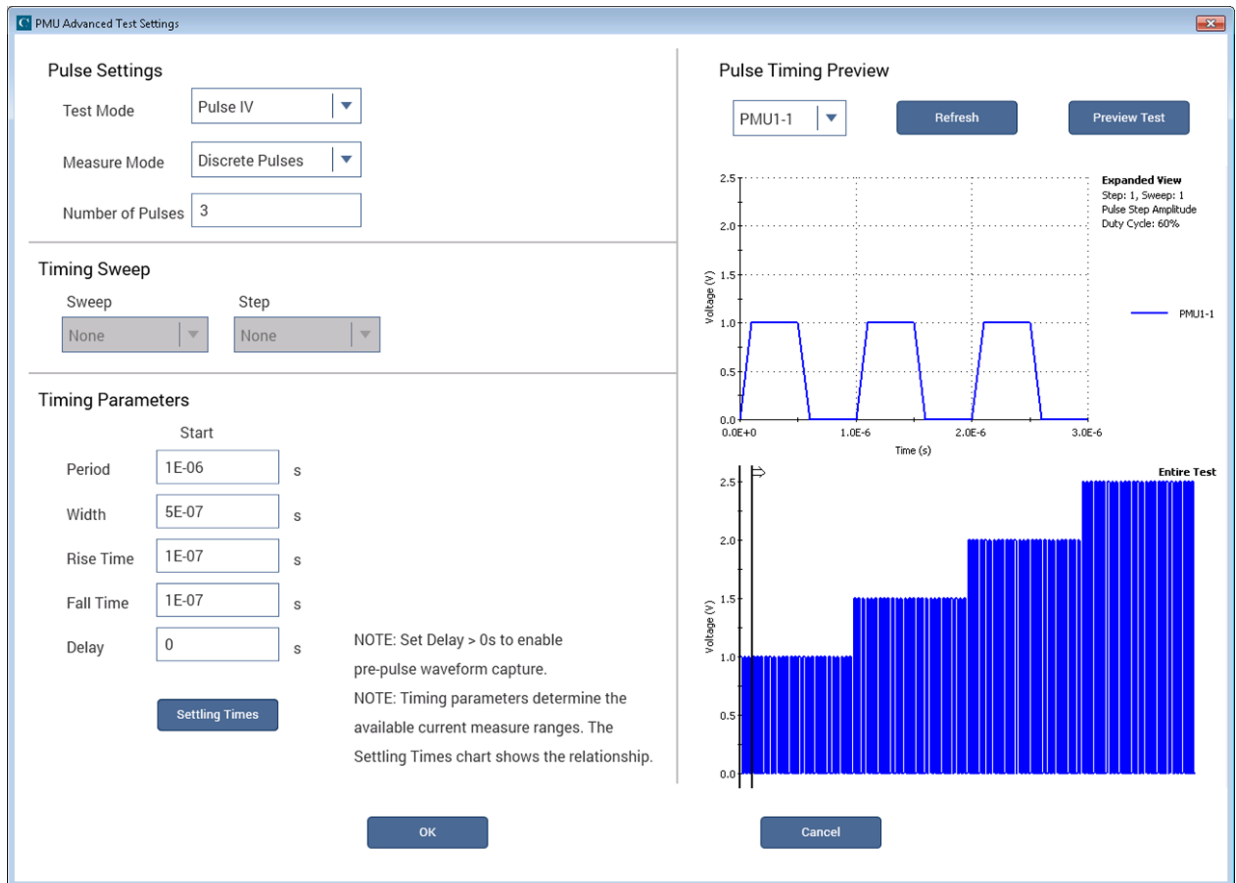 PMU Advanced Test Settings
Pulse Settings
Test Mode
Pulse IV
Measure Mode
Discrete Pulses
Number of Pulses
3
Timing Sweep
Sweep
Step
None
None
Timing Parameters
Start
Period
1E-06
s
Width
5E-07
s
Rise Time
1E-07
s
Fall Time
1E-07
s
Delay
0
s
Settling Times
NOTE: Set Delay > 0s to enable
pre-pulse waveform capture.
NOTE: Timing parameters determine the
available current measure ranges. The
Settling Times chart shows the relationship.
Pulse Timing Preview
PMU1-1
Refresh
Preview Test
2.5
2.0
1.5
1.0
0.5
0.0
Voltage (V)
0.0E+0
1.0E-6
2.0E-6
3.0E-6
Time (s)
Expanded View
Step: 1, Sweep: 1
Pulse Step Amplitude
Duty Cycle: 60%
PMU1-1
Entire Test
2.5
2.0
1.5
1.0
0.5
0.0
Voltage (V)
OK
Cancel